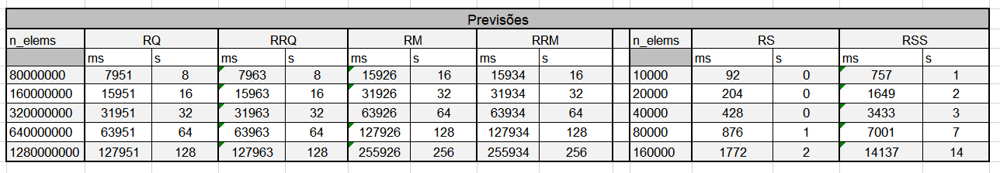 Previsões
n_elems RQ RRQ RM RRM n_elems RS RSS
ms s ms s ms s ms s ms s ms s
80000000 7951 8 7963 8 15926 16 15934 16 10000 92 0 757 1
160000000 15951 16 15963 16 31926 32 31934 32 20000 204 0 1649 2
320000000 31951 32 31963 32 63926 64 63934 64 40000 428 0 3433 3
640000000 63951 64 63963 64 127926 128 127934 128 80000 876 1 7001 7
1280000000 127951 128 127963 128 255926 256 255934 256 160000 1772 2 14137 14